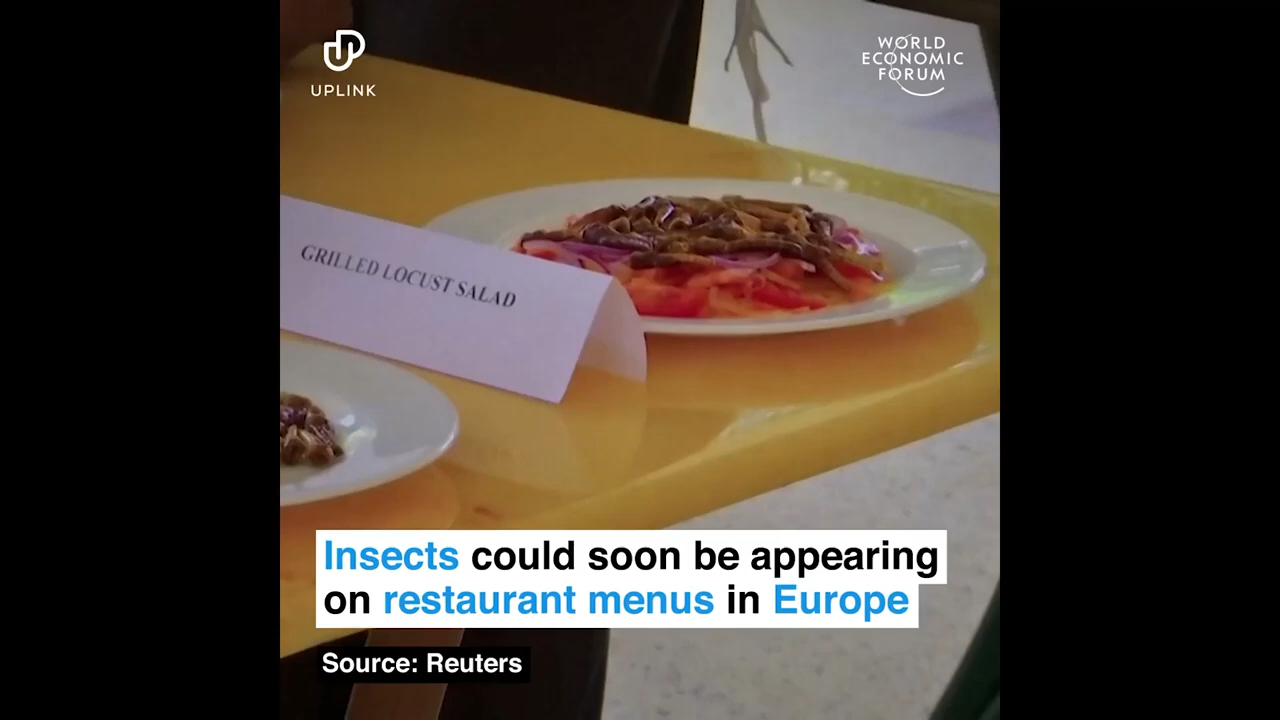 UPLINK
WORLD
ECONOMIC
FORUM
GRILLED LOCUST SALAD
Insects could soon be appearing
on restaurant menus in Europe
Source: Reuters